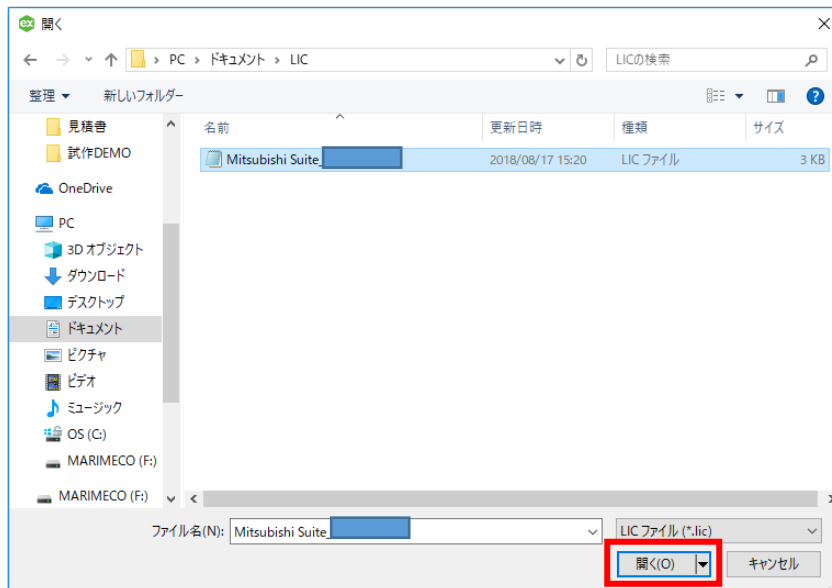 ex 開く
PC › ドキュメント › LIC LICの検索
整理 新しいフォルダー ?
見積書
試作DEMO
OneDrive
PC
3D オブジェクト
ダウンロード
デスクトップ
ドキュメント
ピクチャ
ビデオ
ミュージック
OS (C:)
MARIMECO (F:)
MARIMECO (F:)
名前 更新日時 種類 サイズ
Mitsubishi Suite_ 2018/08/17 15:20 LIC ファイル 3 KB
ファイル名(N): Mitsubishi Suite_ LIC ファイル (*.lic)
開く(O) キャンセル